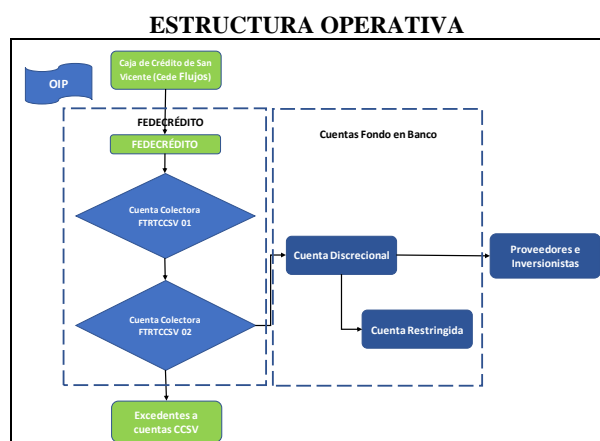 ESTRUCTURA OPERATIVA
OIP
Caja de Crédito de San
Vicente (Cede Flujos)
FEDECRÉDITO
FEDECRÉDITO
Cuentas Fondo en Banco
Cuenta Colectora
FTRTCCSV 01
Cuenta Discrecional
Proveedores e
Inversionistas
Cuenta Colectora
FTRTCCSV 02
Cuenta Restringida
Excedentes a
cuentas CCSV